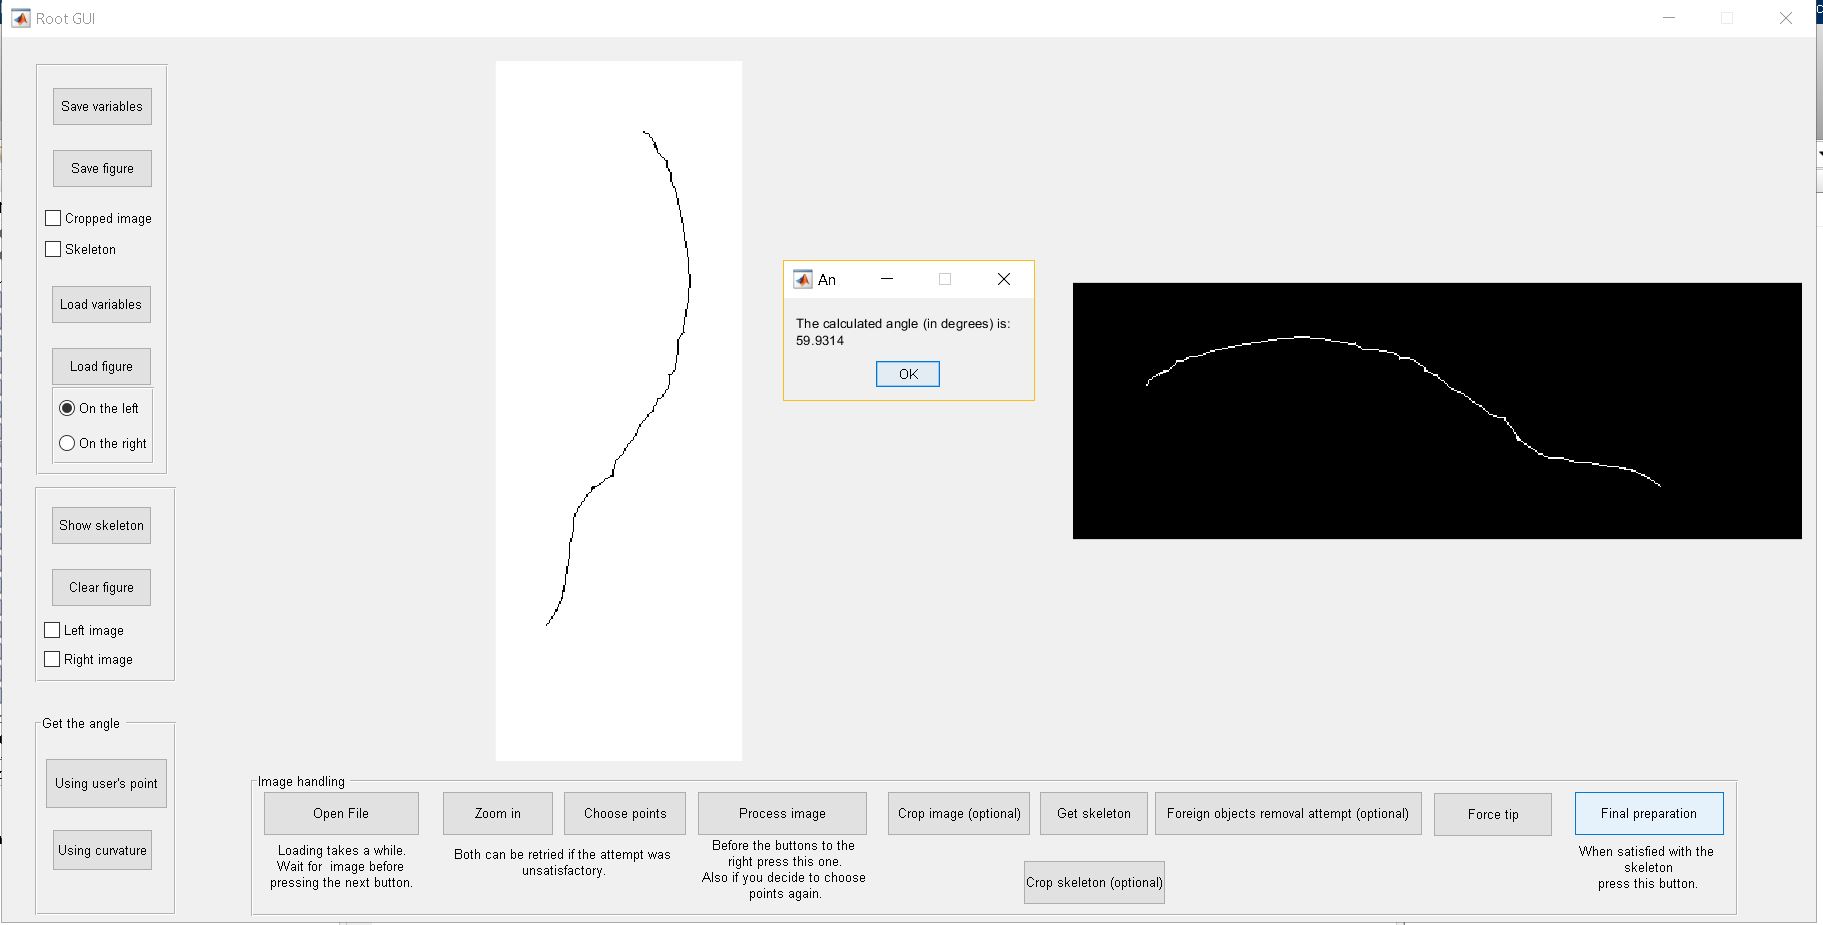 Root GUI
Save variables
Save figure
Cropped image
Skeleton
Load variables
Load figure
On the left
On the right
Show skeleton
Clear figure
Left image
Right image
Get the angle
Using user's point
Using curvature
An
The calculated angle (in degrees) is:
59.9314
OK
Image handling
Open File
Loading takes a while.
Wait for image before
pressing the next button.
Zoom in
Choose points
Both can be retried if the attempt was
unsatisfactory.
Process image
Before the buttons to the
right press this one.
Also if you decide to choose
points again.
Crop image (optional)
Get skeleton
Foreign objects removal attempt (optional)
Crop skeleton (optional)
Force tip
Final preparation
When satisfied with the
skeleton
press this button.